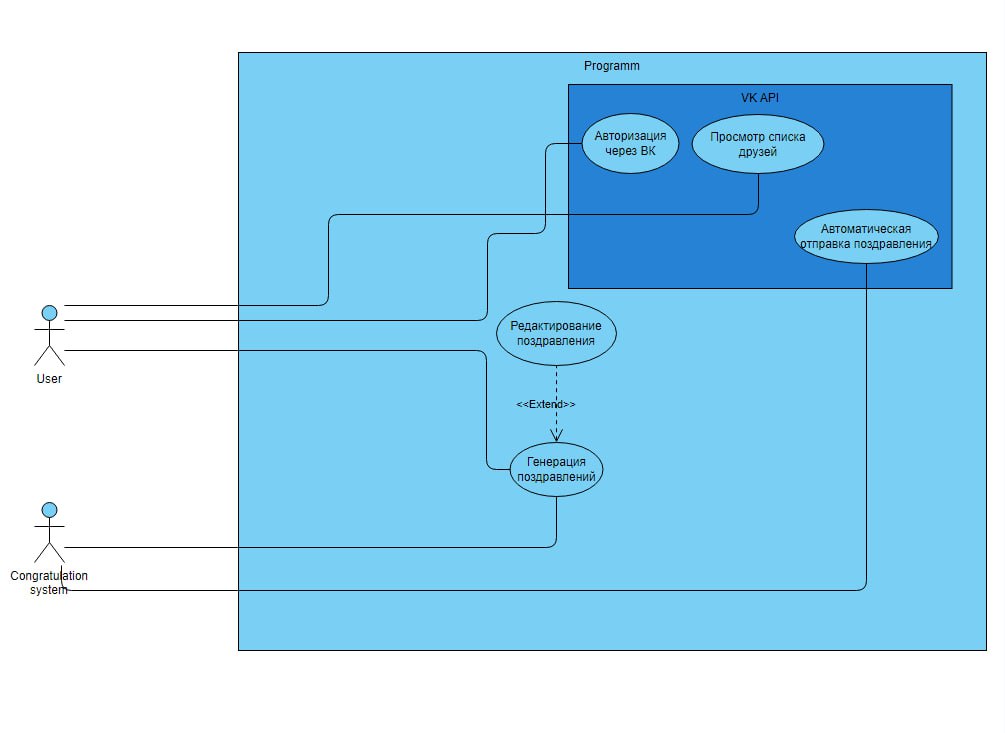 Programm
VK API
Авторизация
через ВК
Просмотр списка
друзей
Автоматическая
отправка поздравления
Редактирование
поздравления
<<Extend>>
User
Генерация
поздравлений
Congratulation
system